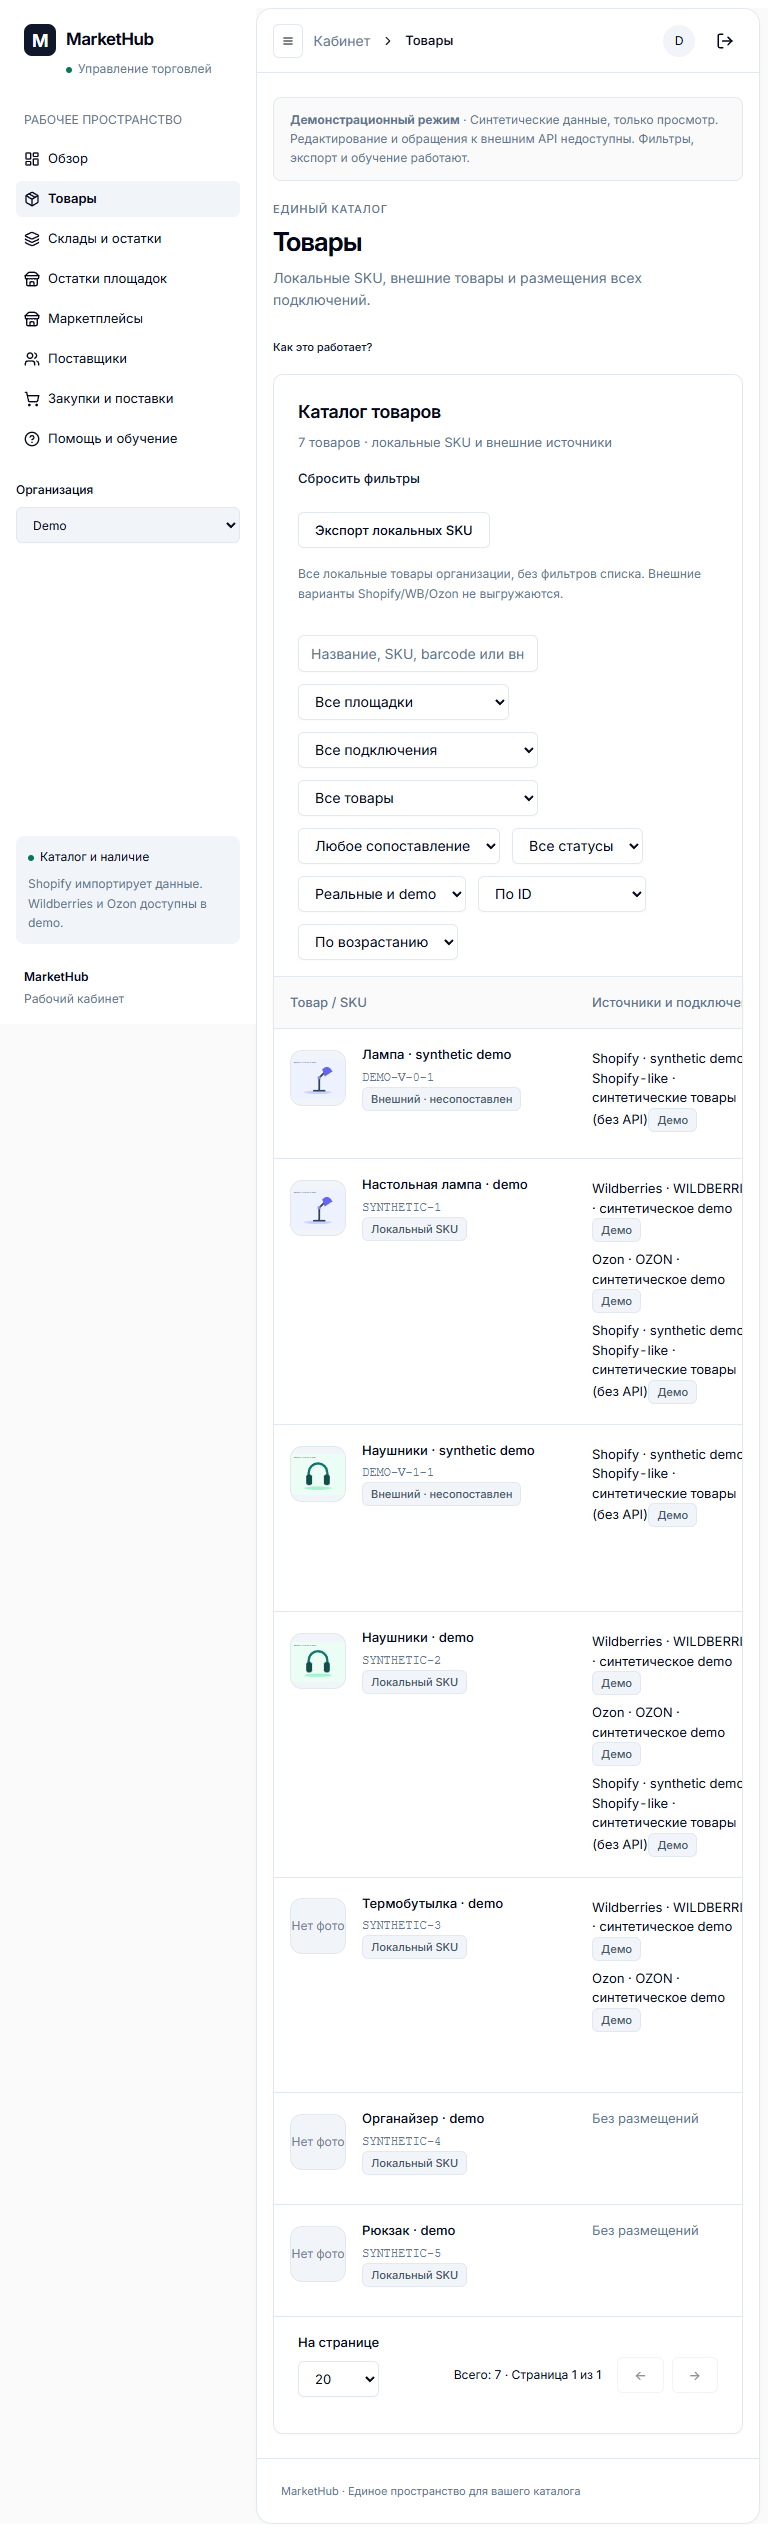 M MarketHub
Управление торговлей
РАБОЧЕЕ ПРОСТРАНСТВО
Обзор
Товары
Склады и остатки
Остатки площадок
Маркетплейсы
Поставщики
Закупки и поставки
Помощь и обучение
Организация
Demo
Каталог и наличие
Shopify импортирует данные.
Wildberries и Ozon доступны в
demo.
MarketHub
Рабочий кабинет
Кабинет
Товары
D
Демонстрационный режим · Синтетические данные, только просмотр.
Редактирование и обращения к внешним API недоступны. Фильтры,
экспорт и обучение работают.
ЕДИНЫЙ КАТАЛОГ
Товары
Локальные SKU, внешние товары и размещения всех
подключений.
Как это работает?
Каталог товаров
7 товаров · локальные SKU и внешние источники
Сбросить фильтры
Экспорт локальных SKU
Все локальные товары организации, без фильтров списка. Внешние
варианты Shopify/WB/Ozon не выгружаются.
Название, SKU, barcode или вн
Все площадки
Все подключения
Все товары
Любое сопоставление
Все статусы
Реальные и demo
По ID
По возрастанию
Товар / SKU
Источники и подключе
Лампа · synthetic demo
DEMO-V-0-1
Внешний · несопоставлен
Shopify · synthetic demo
Shopify-like ·
синтетические товары
(без API) Демо
Настольная лампа · demo
SYNTHETIC-1
Локальный SKU
Wildberries · WILDBERRI
· синтетическое demo
Демо
Ozon · OZON ·
синтетическое demo
Демо
Shopify · synthetic demo
Shopify-like ·
синтетические товары
(без API) Демо
Наушники · synthetic demo
DEMO-V-1-1
Внешний · несопоставлен
Shopify · synthetic demo
Shopify-like ·
синтетические товары
(без API) Демо
Наушники · demo
SYNTHETIC-2
Локальный SKU
Wildberries · WILDBERRI
· синтетическое demo
Демо
Ozon · OZON ·
синтетическое demo
Демо
Shopify · synthetic demo
Shopify-like ·
синтетические товары
(без API) Демо
Нет фото
Термобутылка · demo
SYNTHETIC-3
Локальный SKU
Wildberries · WILDBERRI
· синтетическое demo
Демо
Ozon · OZON ·
синтетическое demo
Демо
Нет фото
Органайзер · demo
SYNTHETIC-4
Локальный SKU
Без размещений
Нет фото
Рюкзак · demo
SYNTHETIC-5
Локальный SKU
Без размещений
На странице
20
Всего: 7 · Страница 1 из 1
MarketHub · Единое пространство для вашего каталога